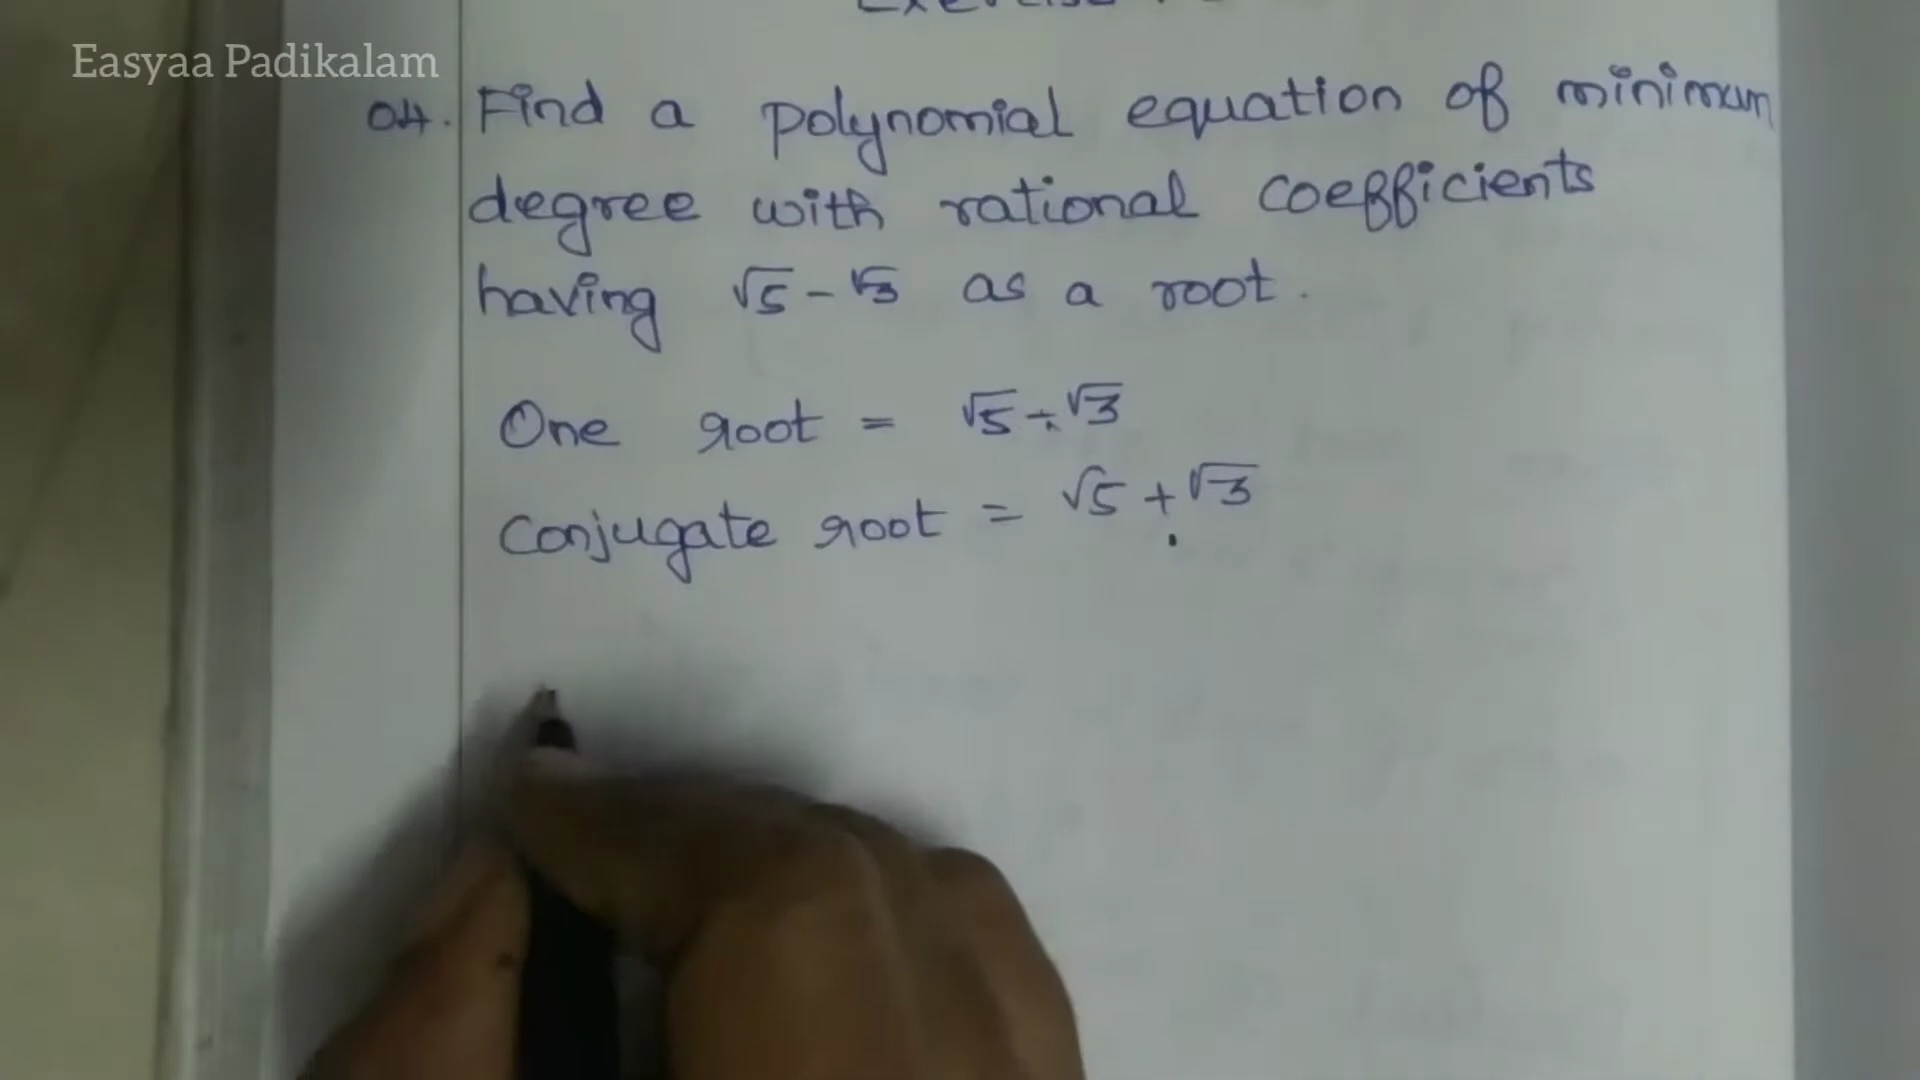 Easyaa Padikalam
04. Find a polynomial equation of minimum
degree with rational coefficients
having √5 - √3 as a root.
One root = √5 - √3
Conjugate root = √5 + √3